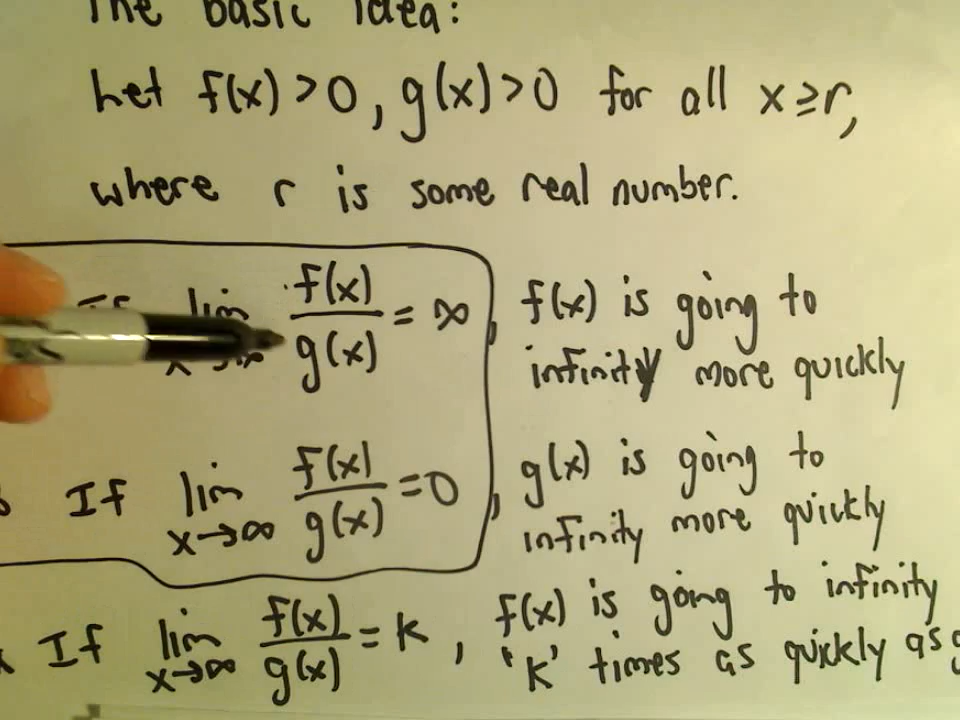 The basic idea:
Let f(x) > 0, g(x) > 0 for all x ≥ r,
where r is some real number.
If lim x→∞ f(x)/g(x) = ∞, f(x) is going to
infinity more quickly
If lim x→∞ f(x)/g(x) = 0, g(x) is going to
infinity more quickly
If lim x→∞ f(x)/g(x) = K, f(x) is going to infinity
'K' times as quickly as